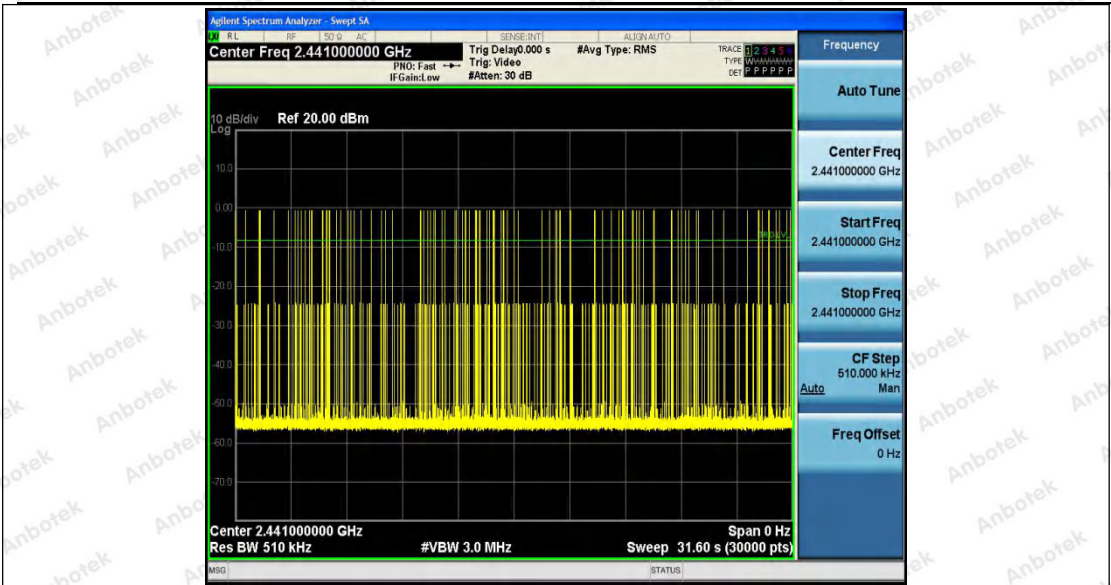 Agilent Spectrum Analyzer - Swept SA
RL RF 50 Ω AC SENSE:INT ALIGN AUTO
Center Freq 2.441000000 GHz
PNO: Fast
IFGain:Low
Trig Delay0.000 s
Trig: Video
#Atten: 30 dB
#Avg Type: RMS
TRACE 1 2 3 4 5 6
TYPE W
DET P P P P P P
10 dB/div Ref 20.00 dBm
Log
10.0
0.00
-10.0
-20.0
-30.0
-40.0
-50.0
-60.0
-70.0
Center 2.441000000 GHz Span 0 Hz
Res BW 510 kHz #VBW 3.0 MHz Sweep 31.60 s (30000 pts)
MSG STATUS
Frequency
Auto Tune
Center Freq
2.441000000 GHz
Start Freq
2.441000000 GHz
Stop Freq
2.441000000 GHz
CF Step
510.000 kHz
Auto Man
Freq Offset
0 Hz
Anbotek